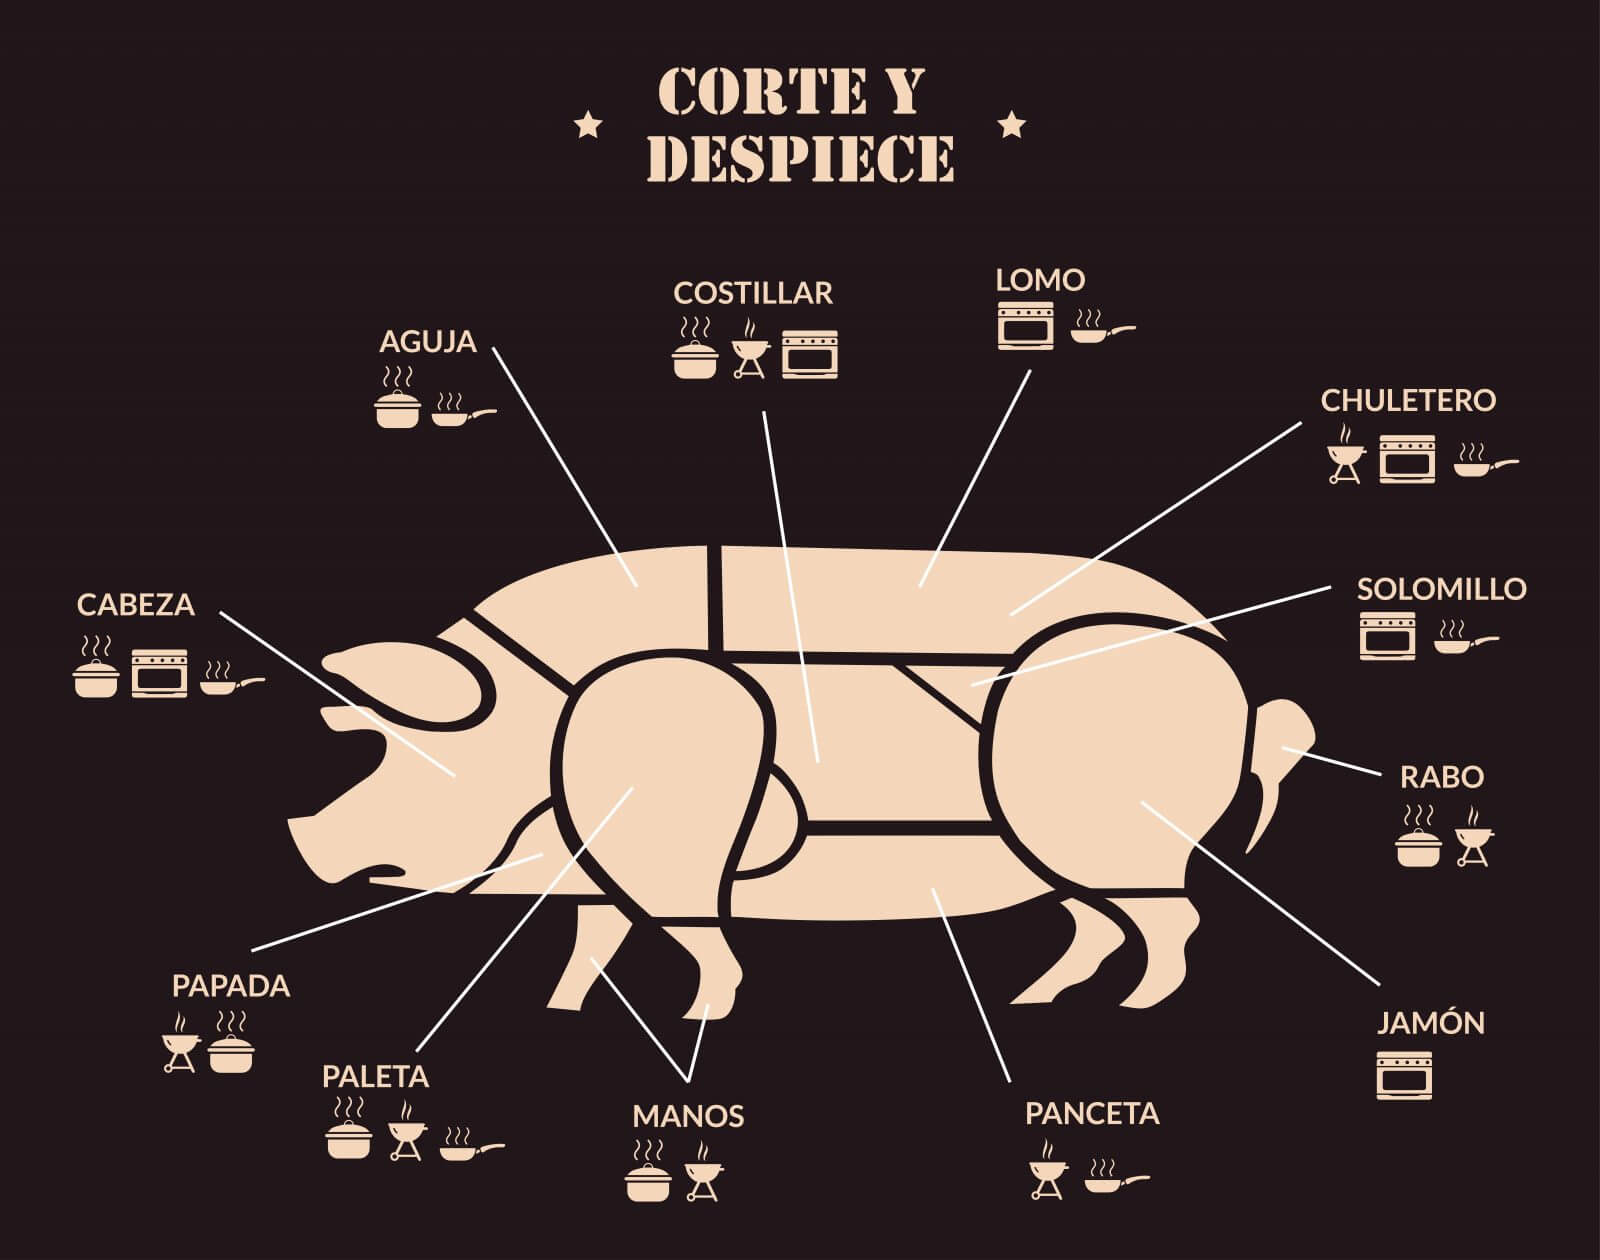 CORTE Y
DESPIECE
LOMO
COSTILLAR
AGUJA
CHULETERO
SOLOMILLO
CABEZA
RABO
PAPADA
JAMÓN
PALETA
PANCETA
MANOS